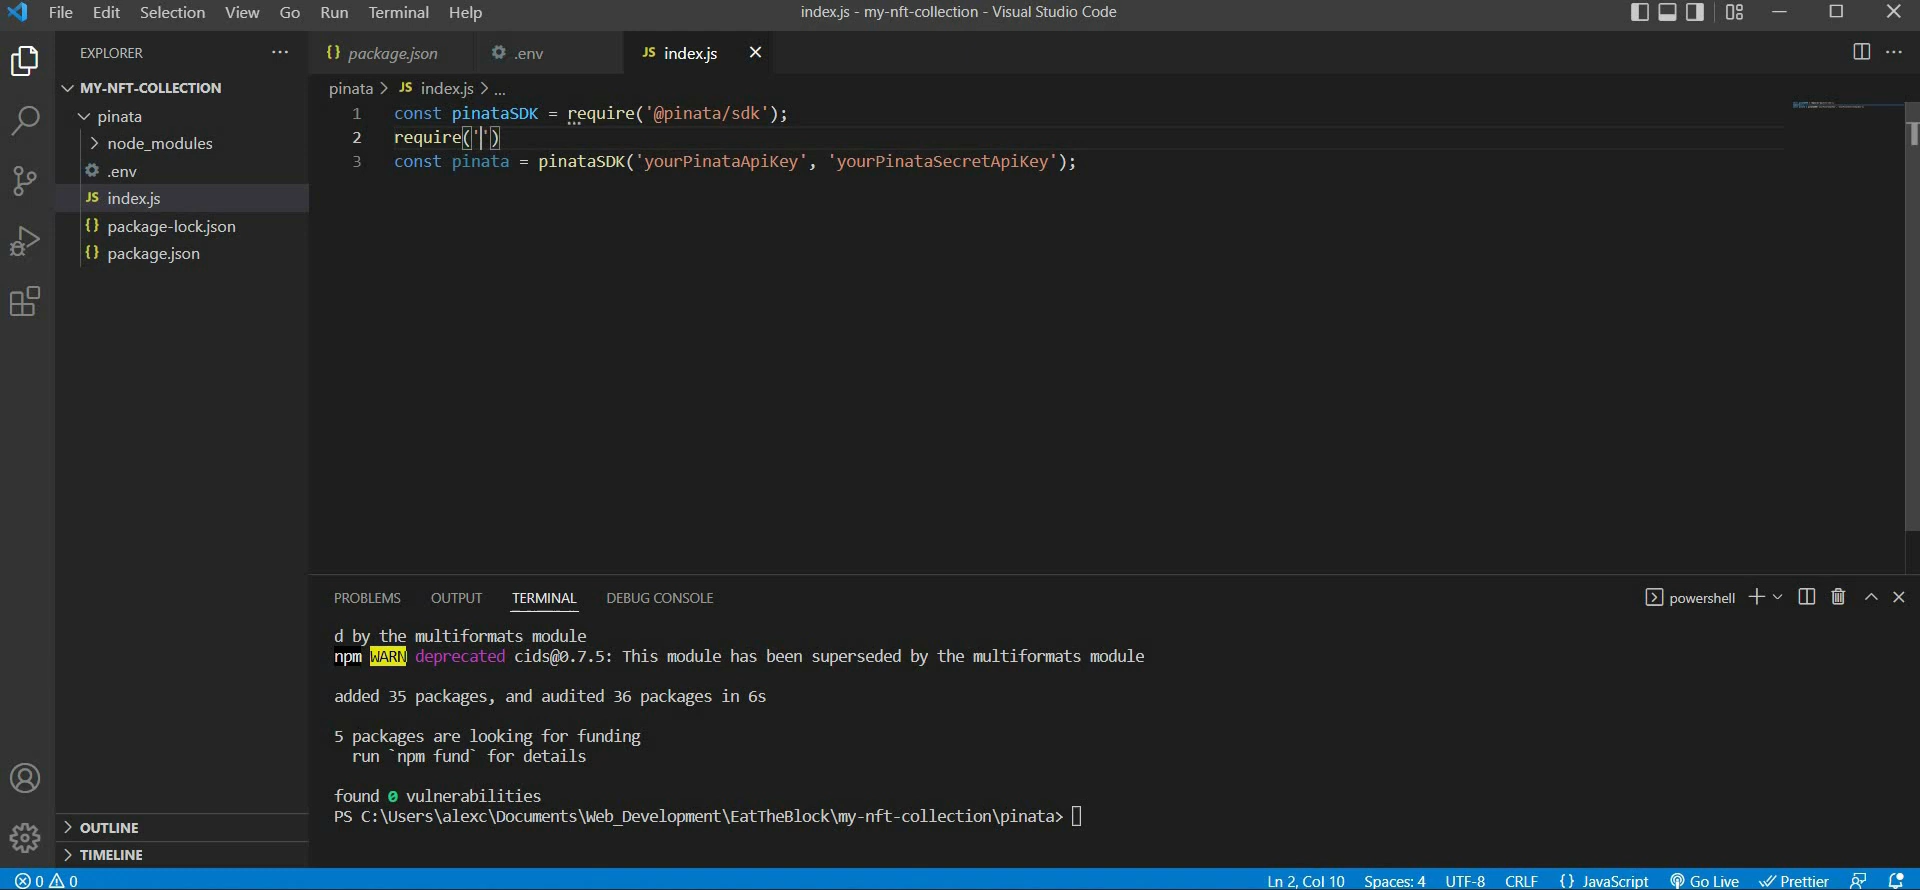 File Edit Selection View Go Run Terminal Help
index.js - my-nft-collection - Visual Studio Code
EXPLORER
MY-NFT-COLLECTION
pinata
node_modules
.env
JS index.js
{} package-lock.json
{} package.json
OUTLINE
TIMELINE
{} package.json
.env
JS index.js
pinata > JS index.js > ...
1 const pinataSDK = require('@pinata/sdk');
2 require('')
3 const pinata = pinataSDK('yourPinataApiKey', 'yourPinataSecretApiKey');
PROBLEMS OUTPUT TERMINAL DEBUG CONSOLE
powershell
d by the multiformats module
npm WARN deprecated cids@0.7.5: This module has been superseded by the multiformats module
added 35 packages, and audited 36 packages in 6s
5 packages are looking for funding
run `npm fund` for details
found 0 vulnerabilities
PS C:\Users\alexc\Documents\Web_Development\EatTheBlock\my-nft-collection\pinata>
0 0
Ln 2, Col 10 Spaces: 4 UTF-8 CRLF {} JavaScript Go Live Prettier